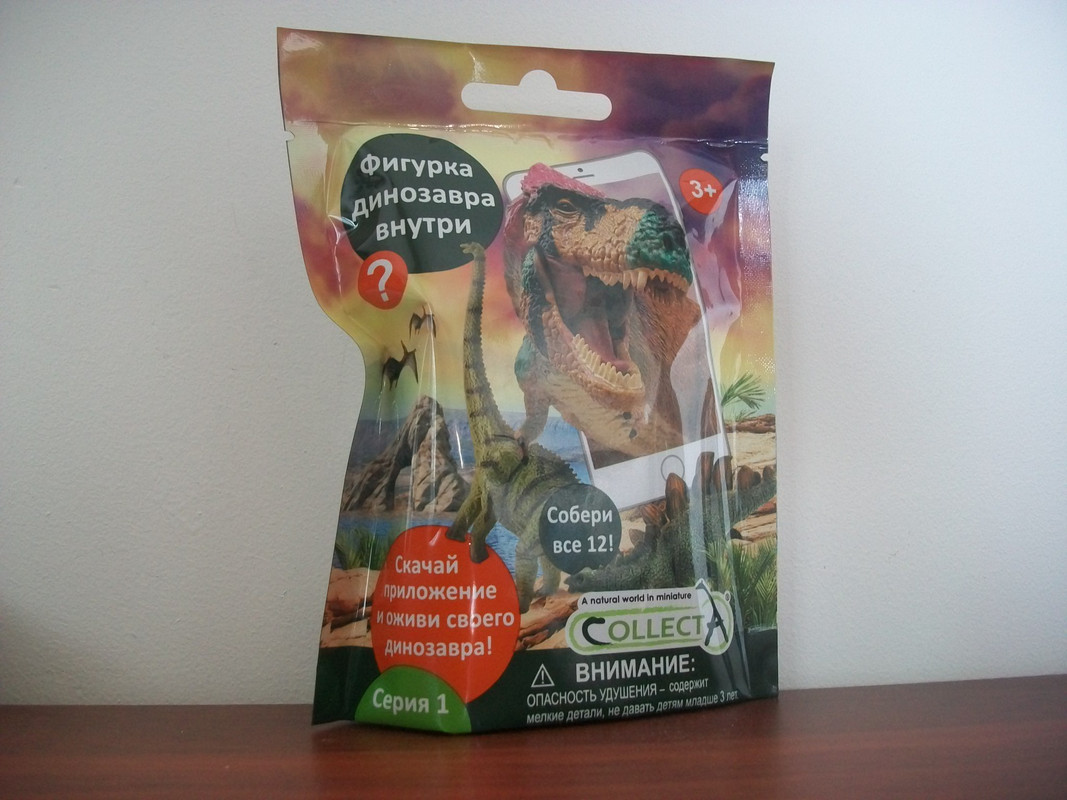 Фигурка
динозавра
внутри
?
3+
Собери
все 12!
Скачай
приложение
и оживи своего
динозавра!
Серия 1
A natural world in miniature
COLLECTA
ВНИМАНИЕ:
ОПАСНОСТЬ УДУШЕНИЯ – содержит
мелкие детали, не давать детям младше 3 лет.